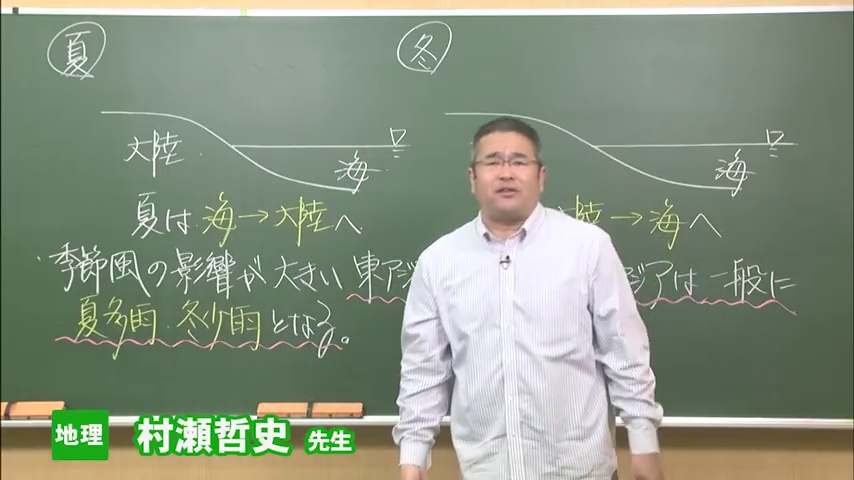 夏
冬
大陸
海
海
夏は 海→大陸へ
陸→海へ
・季節風の影響が大きい東アジ
ジアは一般に
夏多雨・冬少雨となる。
地理 村瀬哲史 先生